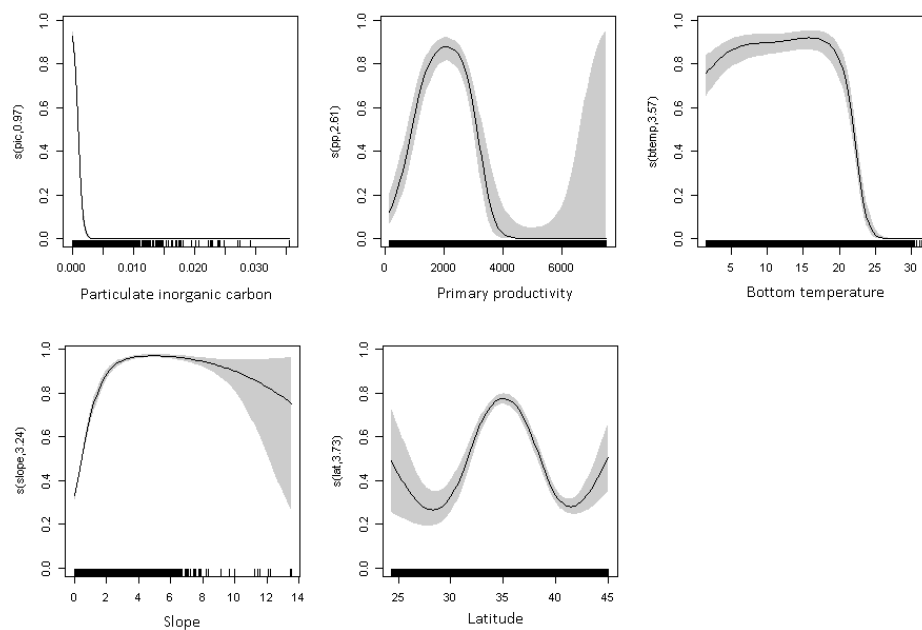 s(pic,0.97)
0.0 0.2 0.4 0.6 0.8 1.0
0.000 0.010 0.020 0.030
Particulate inorganic carbon
s(pp,2.61)
0.0 0.2 0.4 0.6 0.8 1.0
0 2000 4000 6000
Primary productivity
s(btemp,3.57)
0.0 0.2 0.4 0.6 0.8 1.0
5 10 15 20 25 30
Bottom temperature
s(slope,3.24)
0.0 0.2 0.4 0.6 0.8 1.0
0 2 4 6 8 10 12 14
Slope
s(lat,3.73)
0.0 0.2 0.4 0.6 0.8 1.0
25 30 35 40 45
Latitude